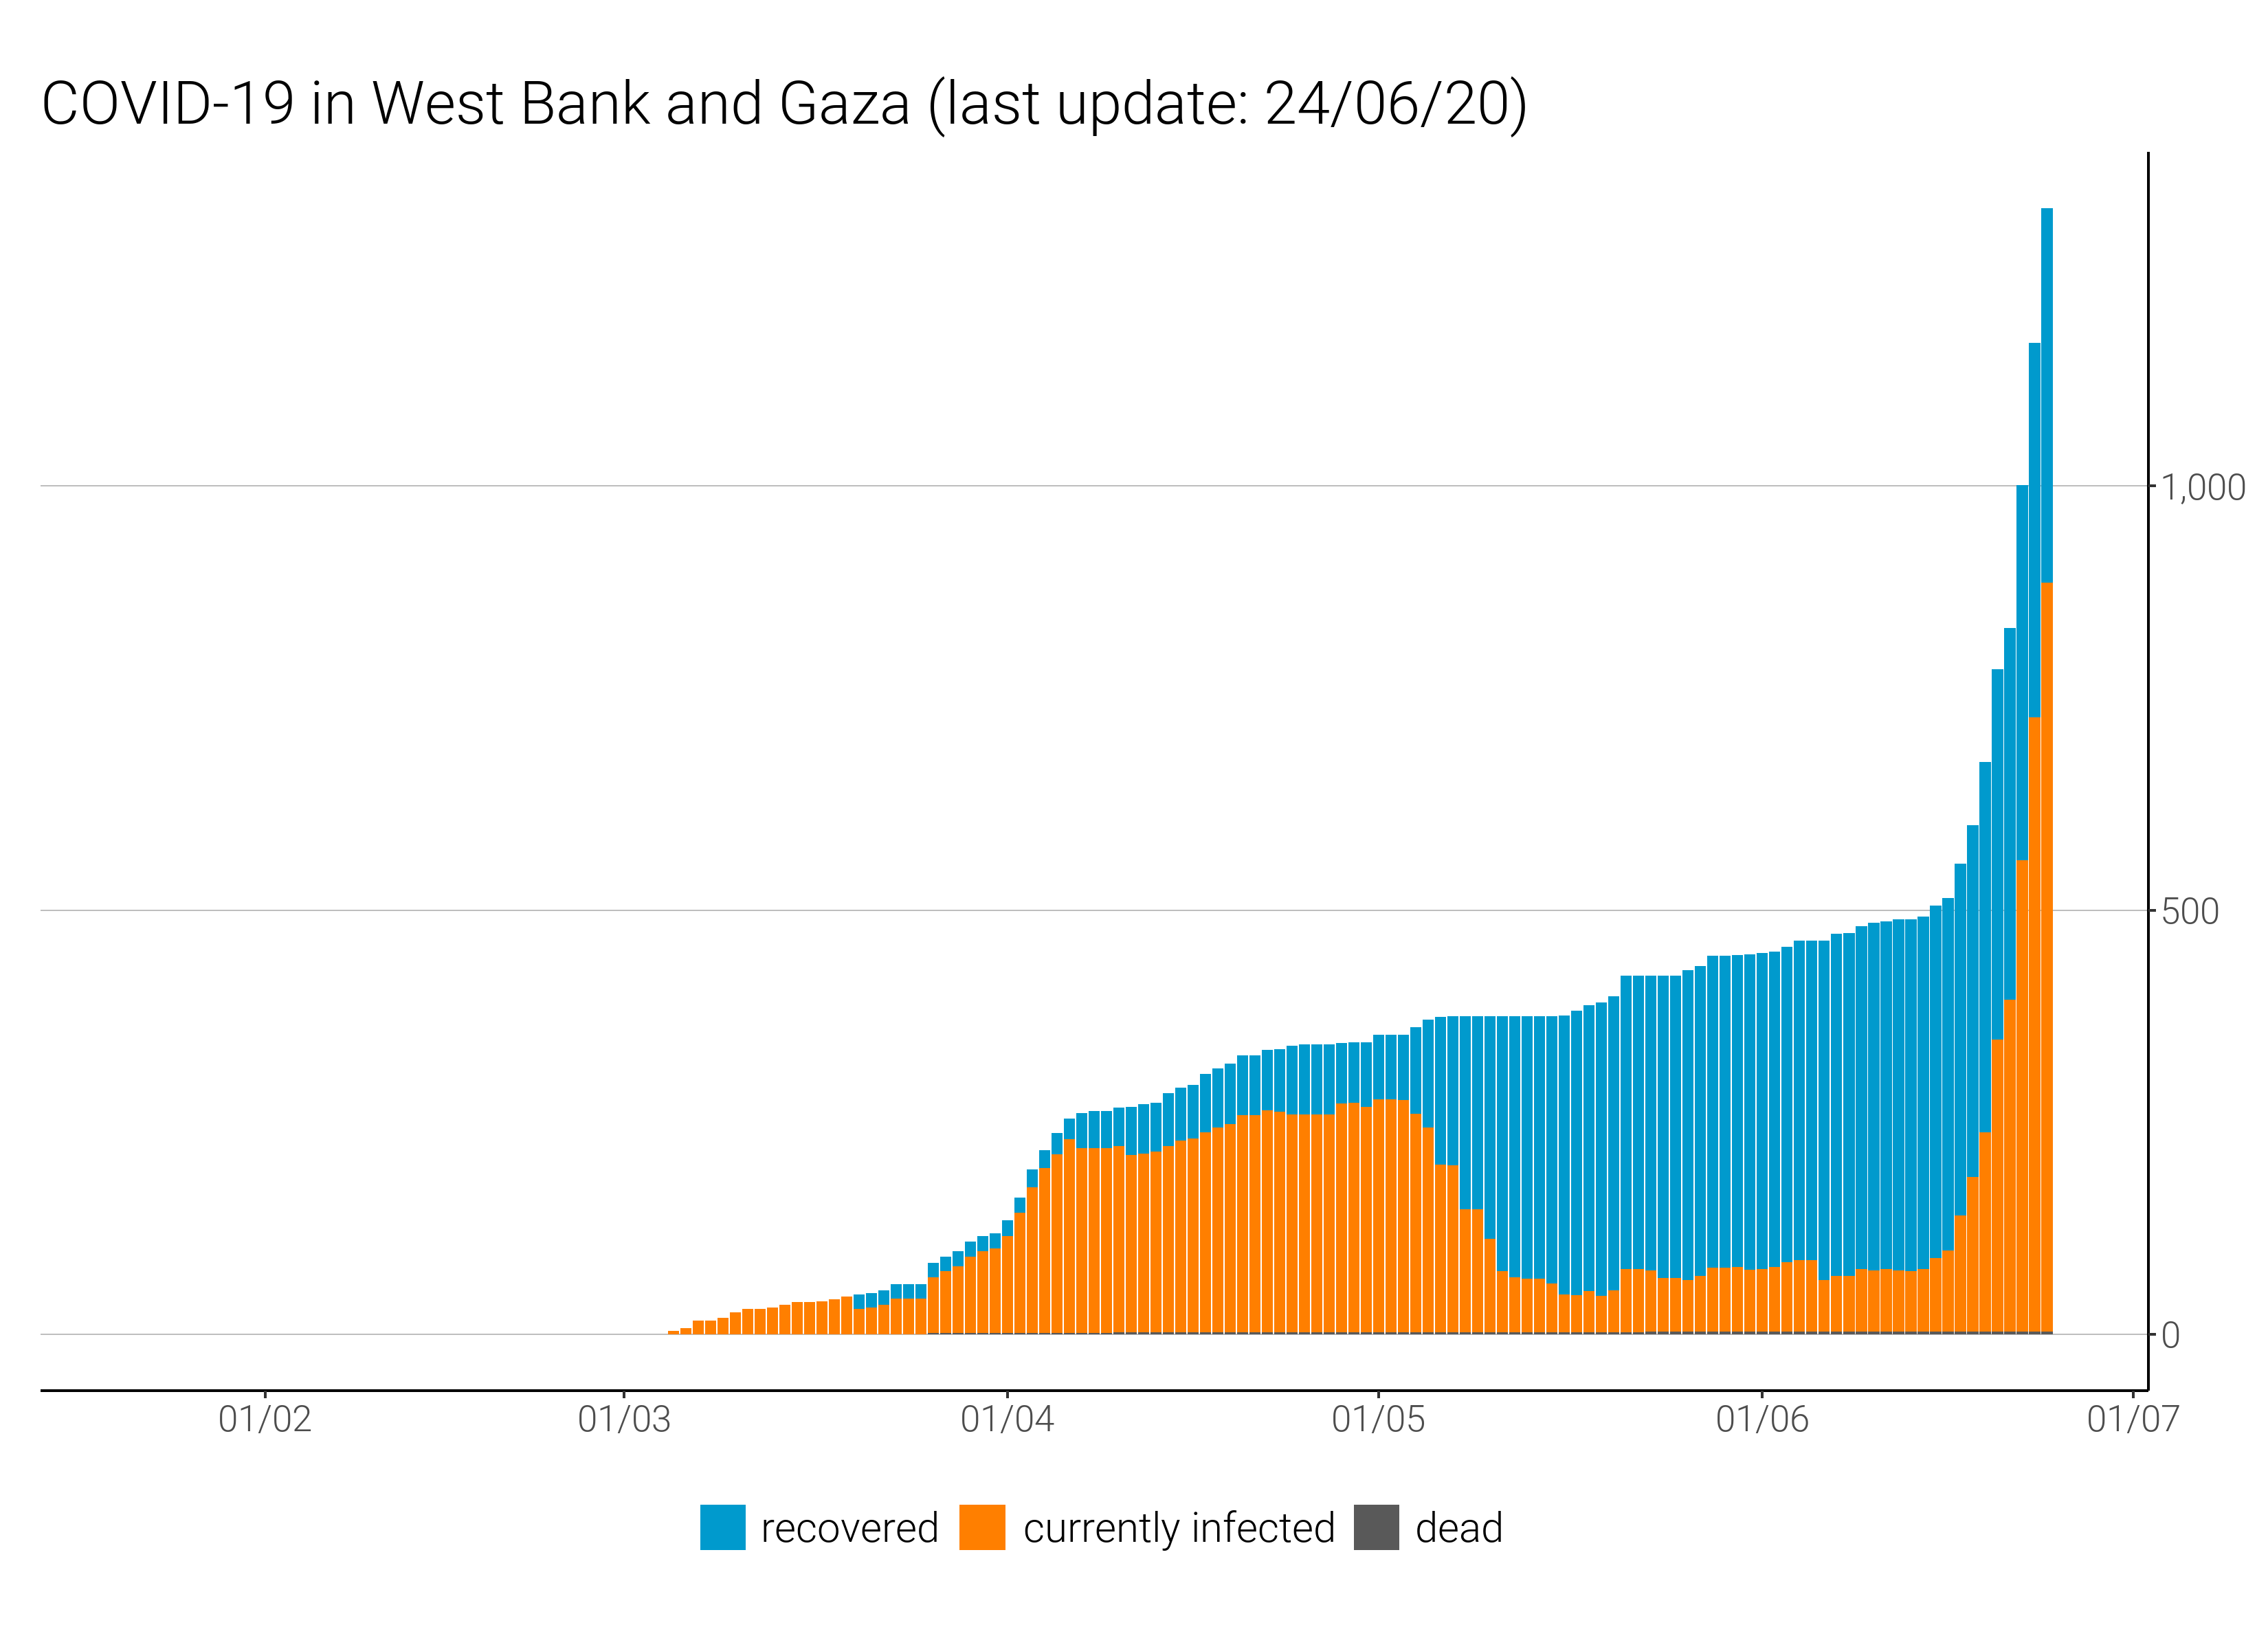 COVID-19 in West Bank and Gaza (last update: 24/06/20)
1,000
500
0
01/02 01/03 01/04 01/05 01/06 01/07
recovered currently infected dead